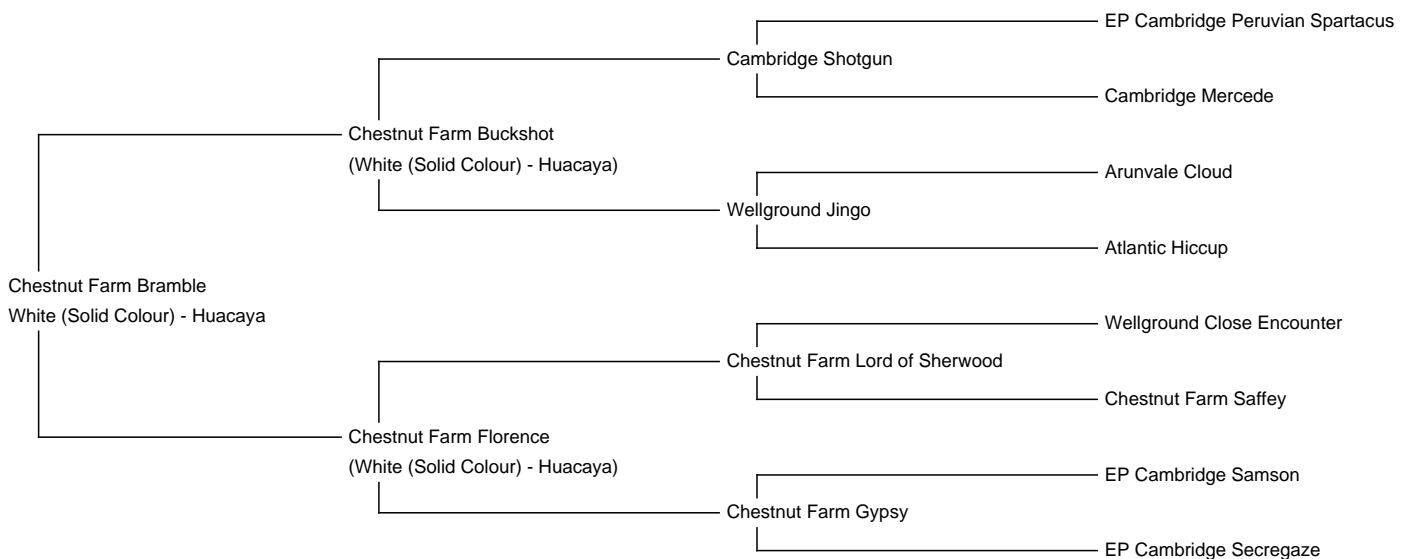 EP Cambridge Peruvian Spartacus
Cambridge Shotgun
Cambridge Mercede
Chestnut Farm Buckshot
(White (Solid Colour) - Huacaya)
Arunvale Cloud
Wellground Jingo
Atlantic Hiccup
Chestnut Farm Bramble
White (Solid Colour) - Huacaya
Wellground Close Encounter
Chestnut Farm Lord of Sherwood
Chestnut Farm Saffey
Chestnut Farm Florence
(White (Solid Colour) - Huacaya)
EP Cambridge Samson
Chestnut Farm Gypsy
EP Cambridge Secregaze